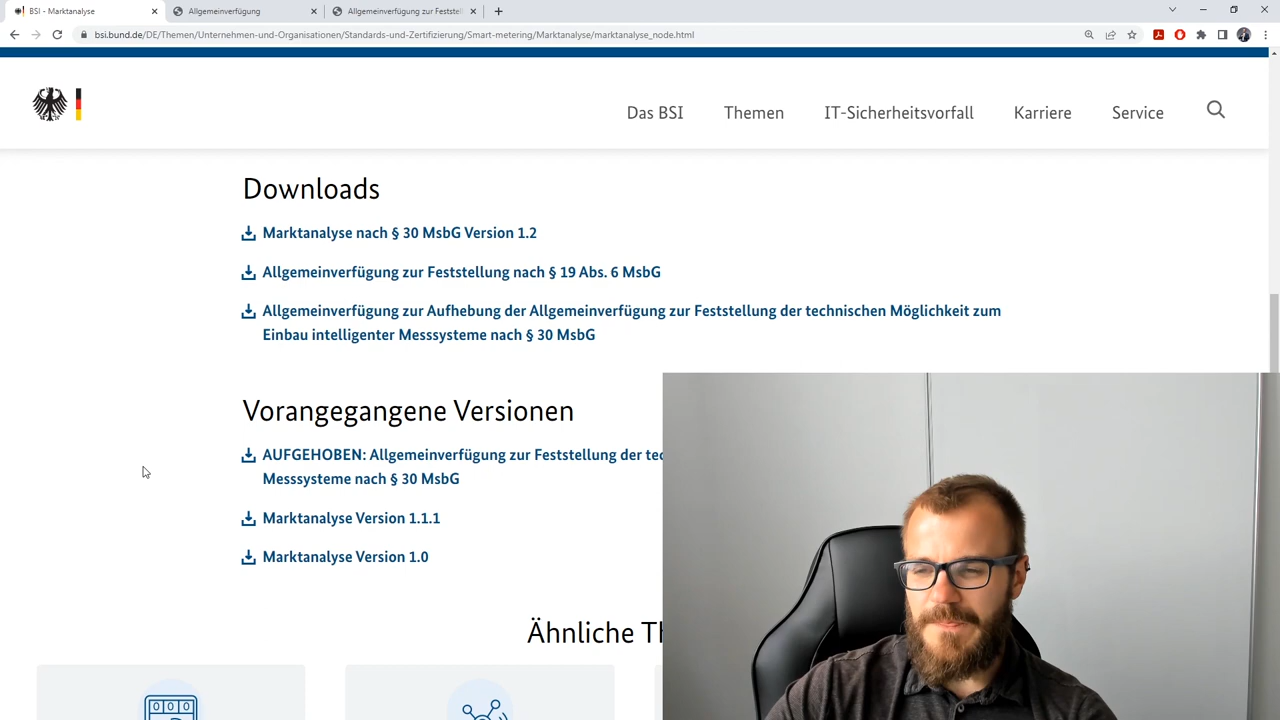 BSI - Marktanalyse
Allgemeinverfügung
Allgemeinverfügung zur Festste
bsi.bund.de/DE/Themen/Unternehmen-und-Organisationen/Standards-und-Zertifizierung/Smart-metering/Marktanalyse/marktanalyse_node.html
Das BSI
Themen
IT-Sicherheitsvorfall
Karriere
Service
Downloads
Marktanalyse nach § 30 MsbG Version 1.2
Allgemeinverfügung zur Feststellung nach § 19 Abs. 6 MsbG
Allgemeinverfügung zur Aufhebung der Allgemeinverfügung zur Feststellung der technischen Möglichkeit zum
Einbau intelligenter Messsysteme nach § 30 MsbG
Vorangegangene Versionen
AUFGEHOBEN: Allgemeinverfügung zur Feststellung der tec
Messsysteme nach § 30 MsbG
Marktanalyse Version 1.1.1
Marktanalyse Version 1.0
Ähnliche Th
000